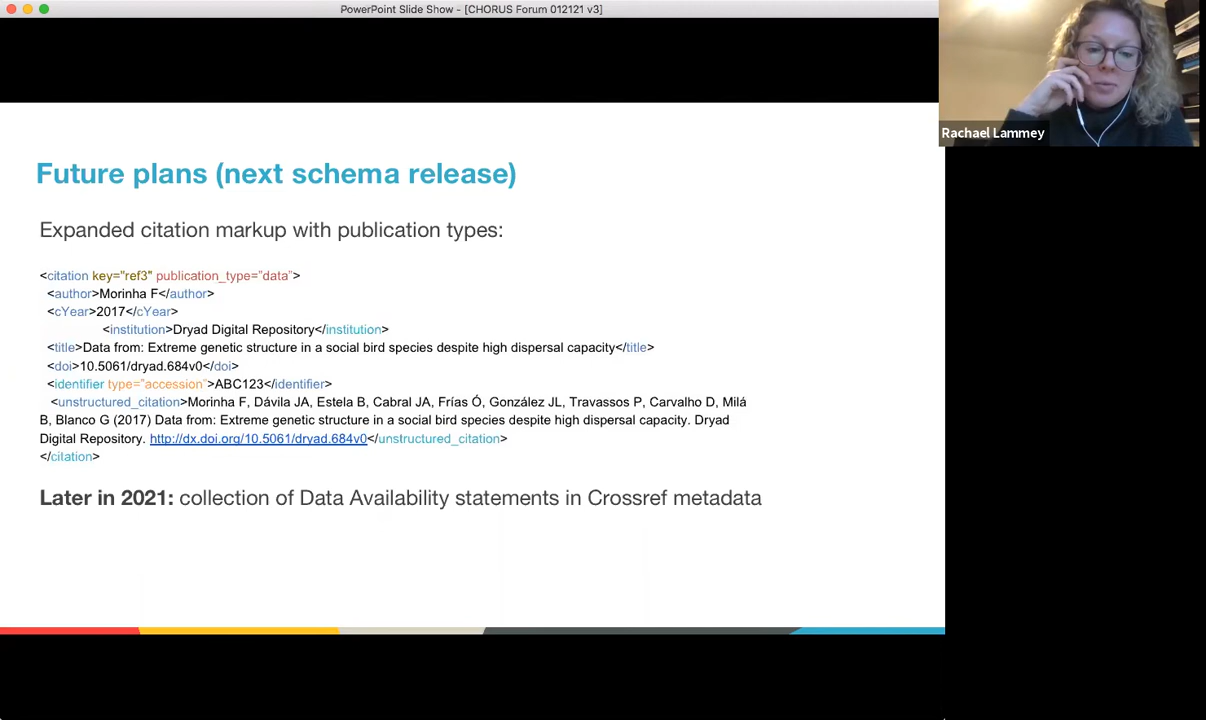 PowerPoint Slide Show - [CHORUS Forum 012121 v3]
Rachael Lammey
Future plans (next schema release)
Expanded citation markup with publication types:
<citation key="ref3" publication_type="data">
<author>Morinha F</author>
<cYear>2017</cYear>
<institution>Dryad Digital Repository</institution>
<title>Data from: Extreme genetic structure in a social bird species despite high dispersal capacity</title>
<doi>10.5061/dryad.684v0</doi>
<identifier type="accession">ABC123</identifier>
<unstructured_citation>Morinha F, Dávila JA, Estela B, Cabral JA, Frías Ó, González JL, Travassos P, Carvalho D, Milá
B, Blanco G (2017) Data from: Extreme genetic structure in a social bird species despite high dispersal capacity. Dryad
Digital Repository. http://dx.doi.org/10.5061/dryad.684v0</unstructured_citation>
</citation>
Later in 2021: collection of Data Availability statements in Crossref metadata